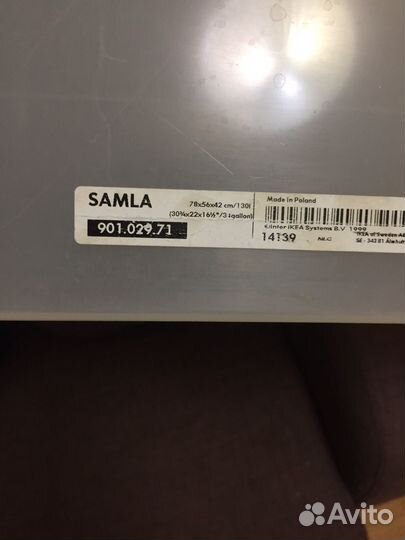 SAMLA
78x56x42 cm/130l
(30¾x22x16½"/34gallon)
901.029.71
Made in Poland
Inter IKEA Systems B.V. 1999
14139
IKEA of Sweden AB
SE - 343 81 Älmhult
Avito